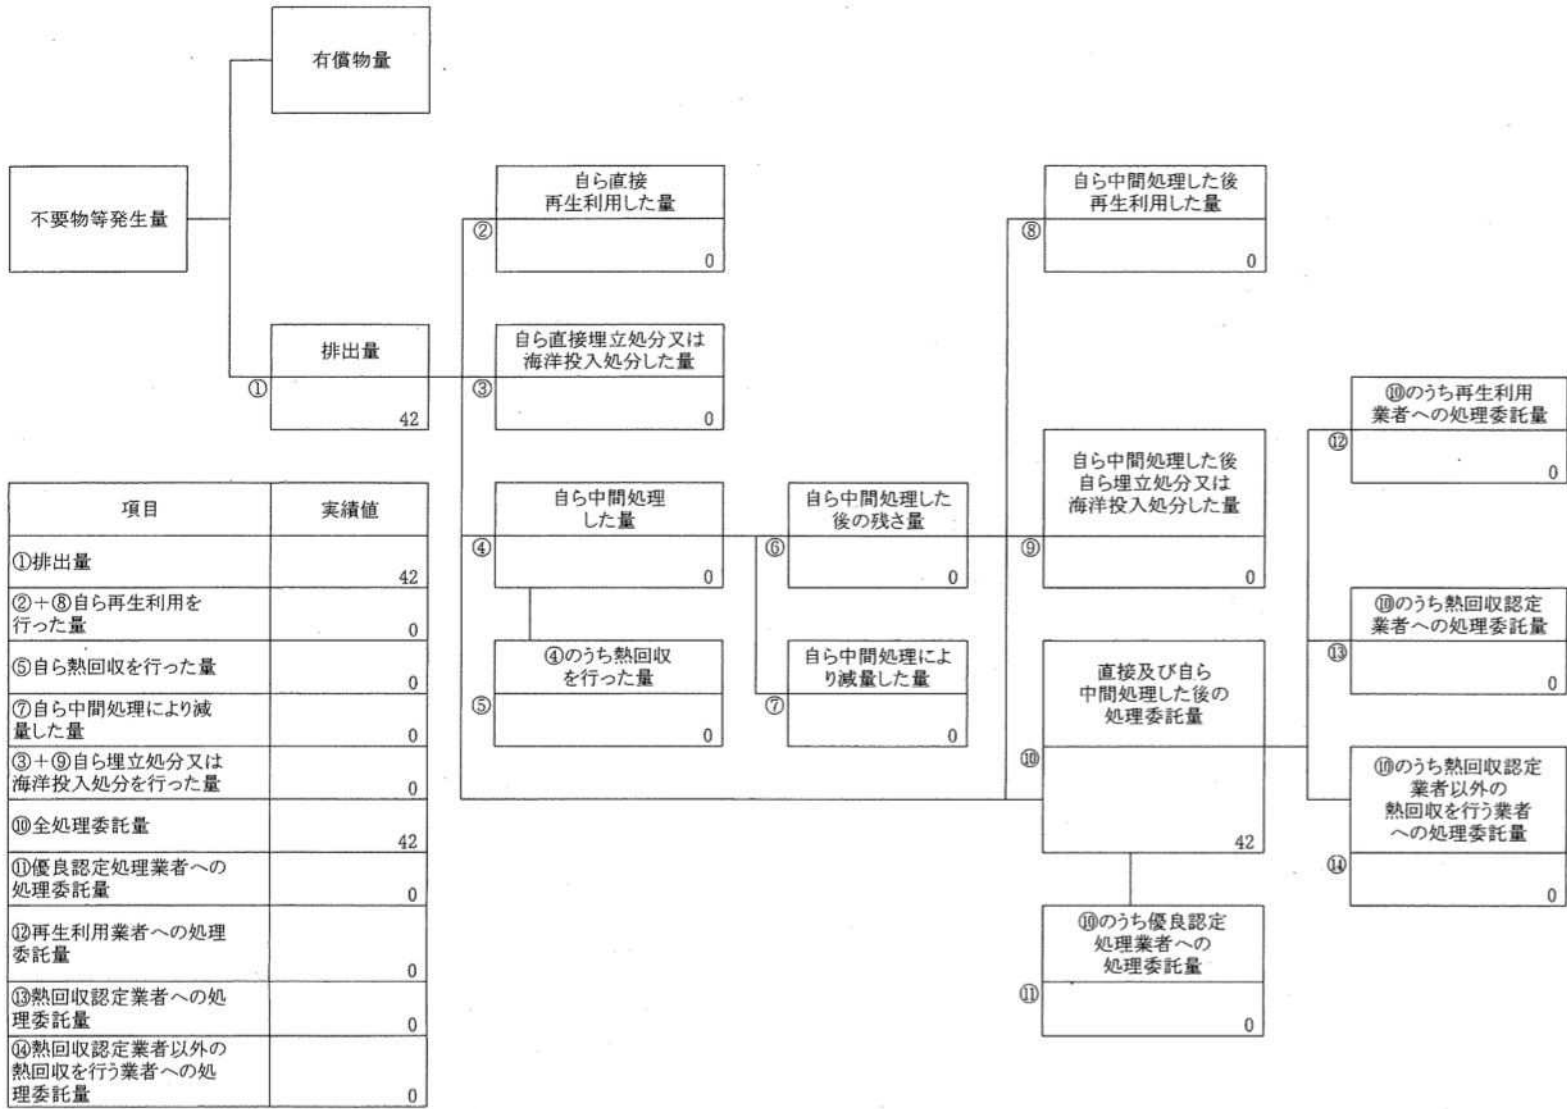 有償物量
不要物等発生量
自ら直接
再生利用した量
②
0
自ら中間処理した後
再生利用した量
⑧
0
排出量
①
42
自ら直接埋立処分又は
海洋投入処分した量
③
0
⑩のうち再生利用
業者への処理委託量
⑫
0
自ら中間処理
した量
④
0
自ら中間処理した
後の残さ量
⑥
0
自ら中間処理した後
自ら埋立処分又は
海洋投入処分した量
⑨
0
④のうち熱回収
を行った量
⑤
0
自ら中間処理によ
り減量した量
⑦
0
直接及び自ら
中間処理した後の
処理委託量
⑩
42
⑩のうち熱回収認定
業者への処理委託量
⑬
0
⑩のうち熱回収認定
業者以外の
熱回収を行う業者
への処理委託量
⑭
0
⑩のうち優良認定
処理業者への
処理委託量
⑪
0
項目 実績値
①排出量
42
②+⑧自ら再生利用を
行った量 0
⑤自ら熱回収を行った量
0
⑦自ら中間処理により減
量した量 0
③+⑨自ら埋立処分又は
海洋投入処分を行った量 0
⑩全処理委託量
42
⑪優良認定処理業者への
処理委託量 0
⑫再生利用業者への処理
委託量
0
⑬熱回収認定業者への処
理委託量 0
⑭熱回収認定業者以外の
熱回収を行う業者への処
理委託量 0